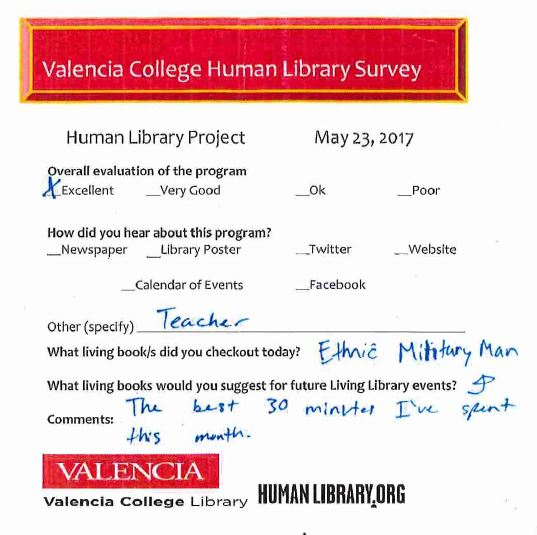 Valencia College Human Library Survey
Human Library Project May 23, 2017
Overall evaluation of the program
X Excellent __Very Good __Ok __Poor
How did you hear about this program?
__Newspaper __Library Poster __Twitter __Website
__Calendar of Events __Facebook
Other (specify) Teacher
What living book/s did you checkout today? Ethnic Military Man
What living books would you suggest for future Living Library events?
Comments: The best 30 minutes I've spent
this month.
VALENCIA
Valencia College Library HUMAN LIBRARY.ORG